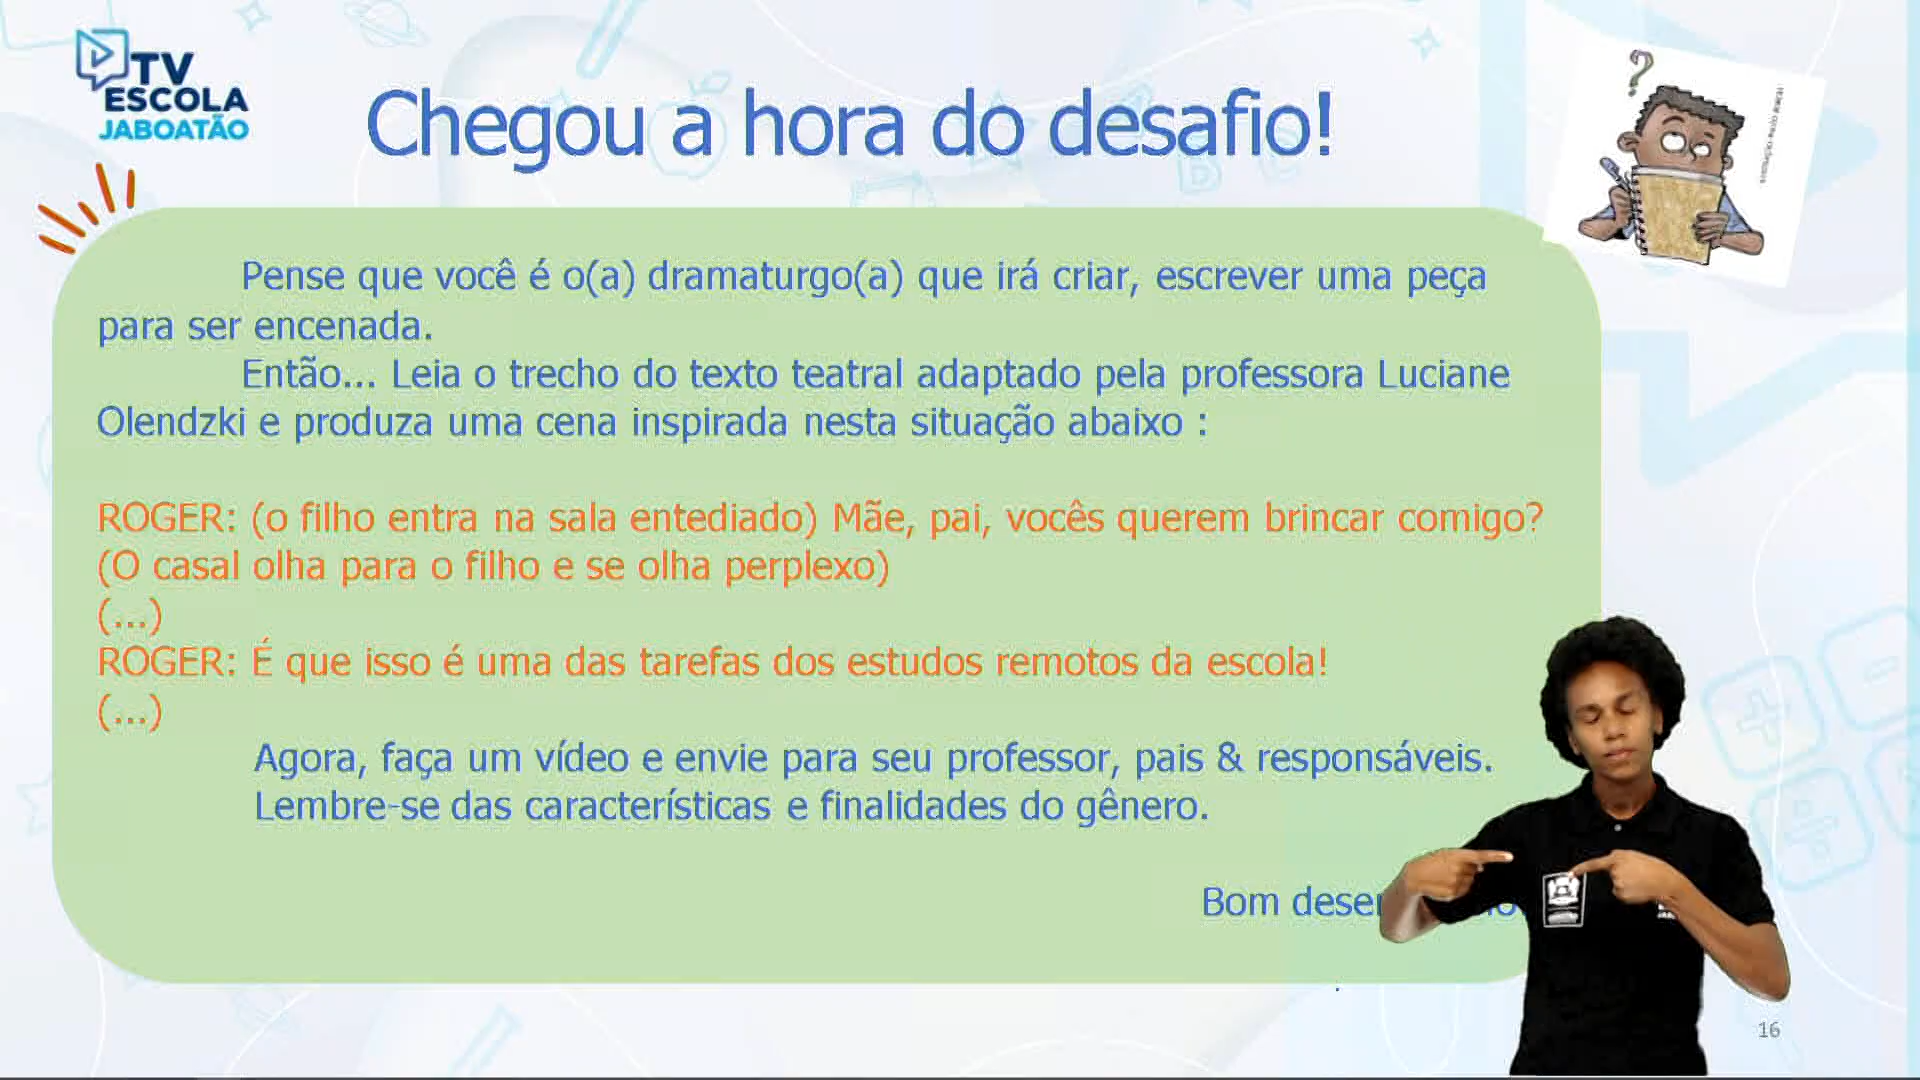 TV
ESCOLA
JABOATÃO
Chegou a hora do desafio!
Pense que você é o(a) dramaturgo(a) que irá criar, escrever uma peça
para ser encenada.
Então... Leia o trecho do texto teatral adaptado pela professora Luciane
Olendzki e produza uma cena inspirada nesta situação abaixo :
ROGER: (o filho entra na sala entediado) Mãe, pai, vocês querem brincar comigo?
(O casal olha para o filho e se olha perplexo)
(...)
ROGER: É que isso é uma das tarefas dos estudos remotos da escola!
(...)
Agora, faça um vídeo e envie para seu professor, pais & responsáveis.
Lembre-se das características e finalidades do gênero.
Bom
.
16